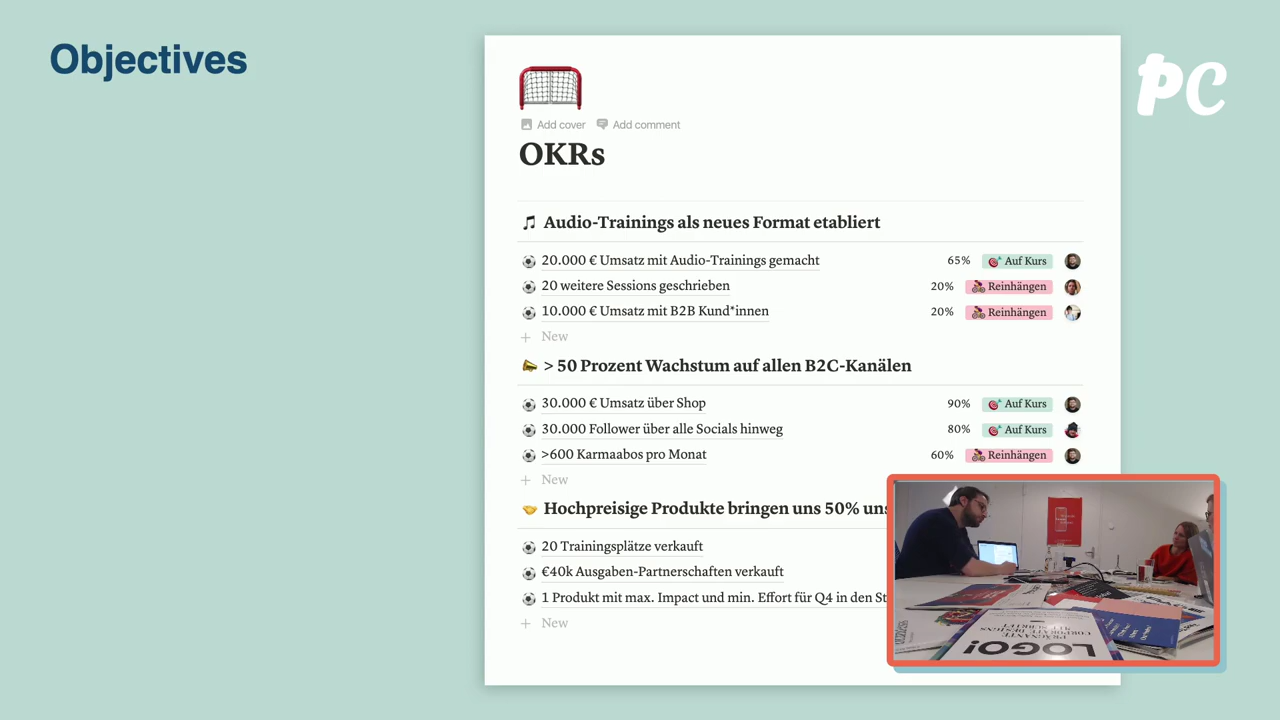 Objectives
PC
Add cover Add comment
OKRs
Audio-Trainings als neues Format etabliert
20.000 € Umsatz mit Audio-Trainings gemacht 65% Auf Kurs
20 weitere Sessions geschrieben 20% Reinhängen
10.000 € Umsatz mit B2B Kund*innen 20% Reinhängen
+ New
> 50 Prozent Wachstum auf allen B2C-Kanälen
30.000 € Umsatz über Shop 90% Auf Kurs
30.000 Follower über alle Socials hinweg 80% Auf Kurs
>600 Karmaabos pro Monat 60% Reinhängen
+ New
Hochpreisige Produkte bringen uns 50% uns
20 Trainingsplätze verkauft
€40k Ausgaben-Partnerschaften verkauft
1 Produkt mit max. Impact und min. Effort für Q4 in den St
+ New
PRÄGNANTE
CORPORATE DESIGNS
LOGO!